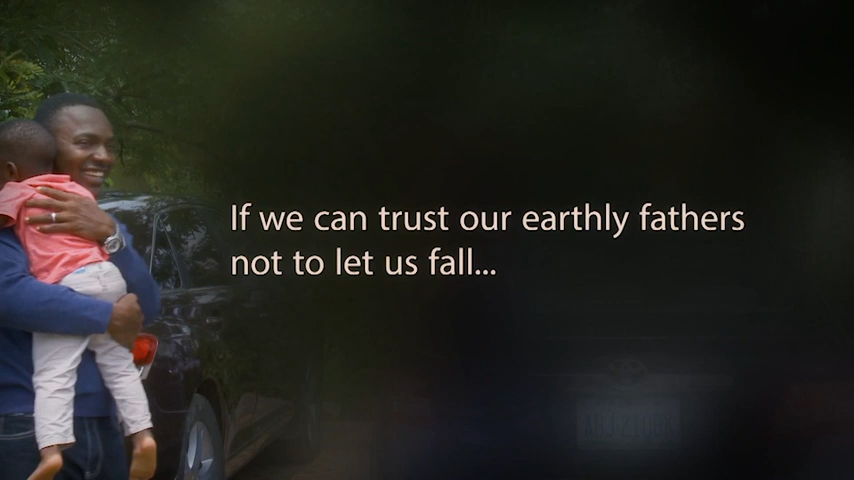 If we can trust our earthly fathers
not to let us fall...